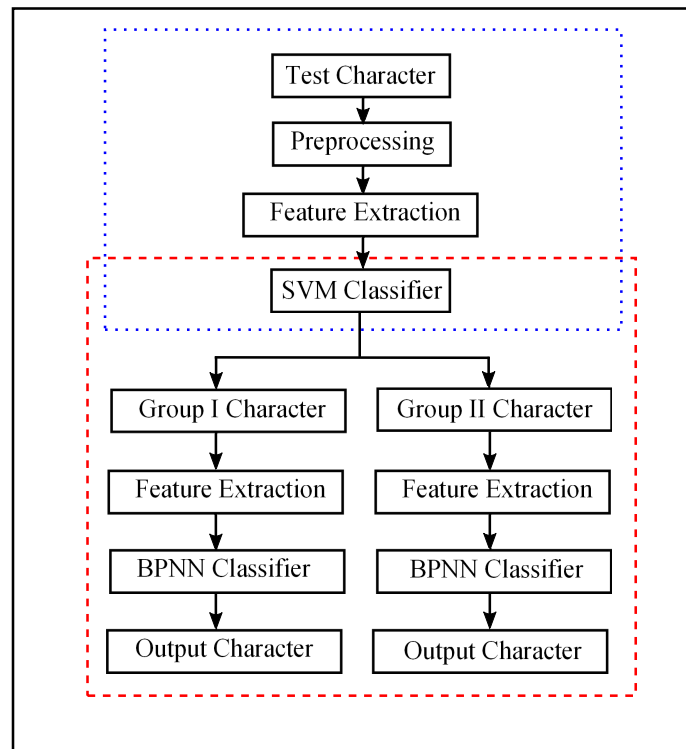 Test Character
Preprocessing
Feature Extraction
SVM Classifier
Group I Character
Group II Character
Feature Extraction
Feature Extraction
BPNN Classifier
BPNN Classifier
Output Character
Output Character